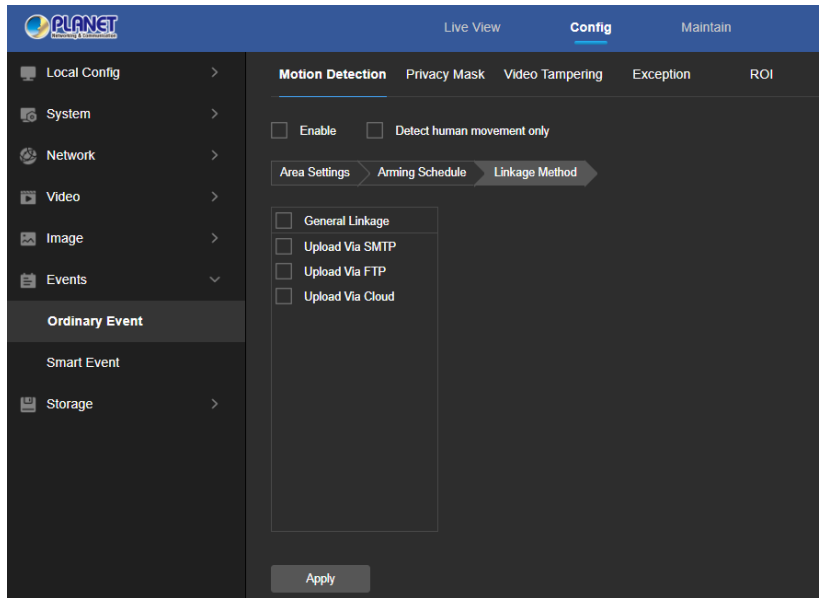 PLANET
Networking & Communication
Live View Config Maintain
Local Config
System
Network
Video
Image
Events
Ordinary Event
Smart Event
Storage
Motion Detection Privacy Mask Video Tampering Exception ROI
Enable Detect human movement only
Area Settings Arming Schedule Linkage Method
General Linkage
Upload Via SMTP
Upload Via FTP
Upload Via Cloud
Apply